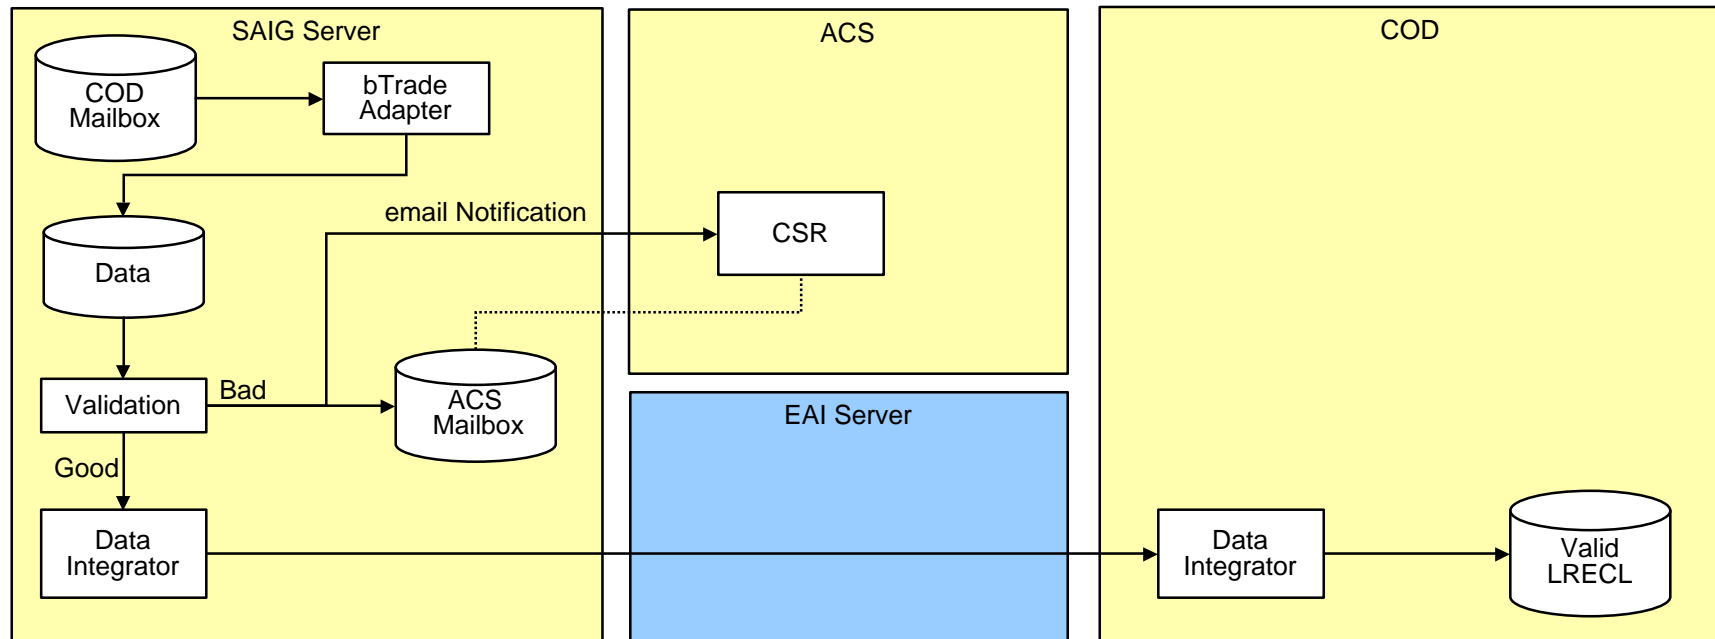 SAIG Server
COD
Mailbox
bTrade
Adapter
Data
email Notification
Validation
Bad
ACS
Mailbox
Good
Data
Integrator
ACS
CSR
EAI Server
COD
Data
Integrator
Valid
LRECL